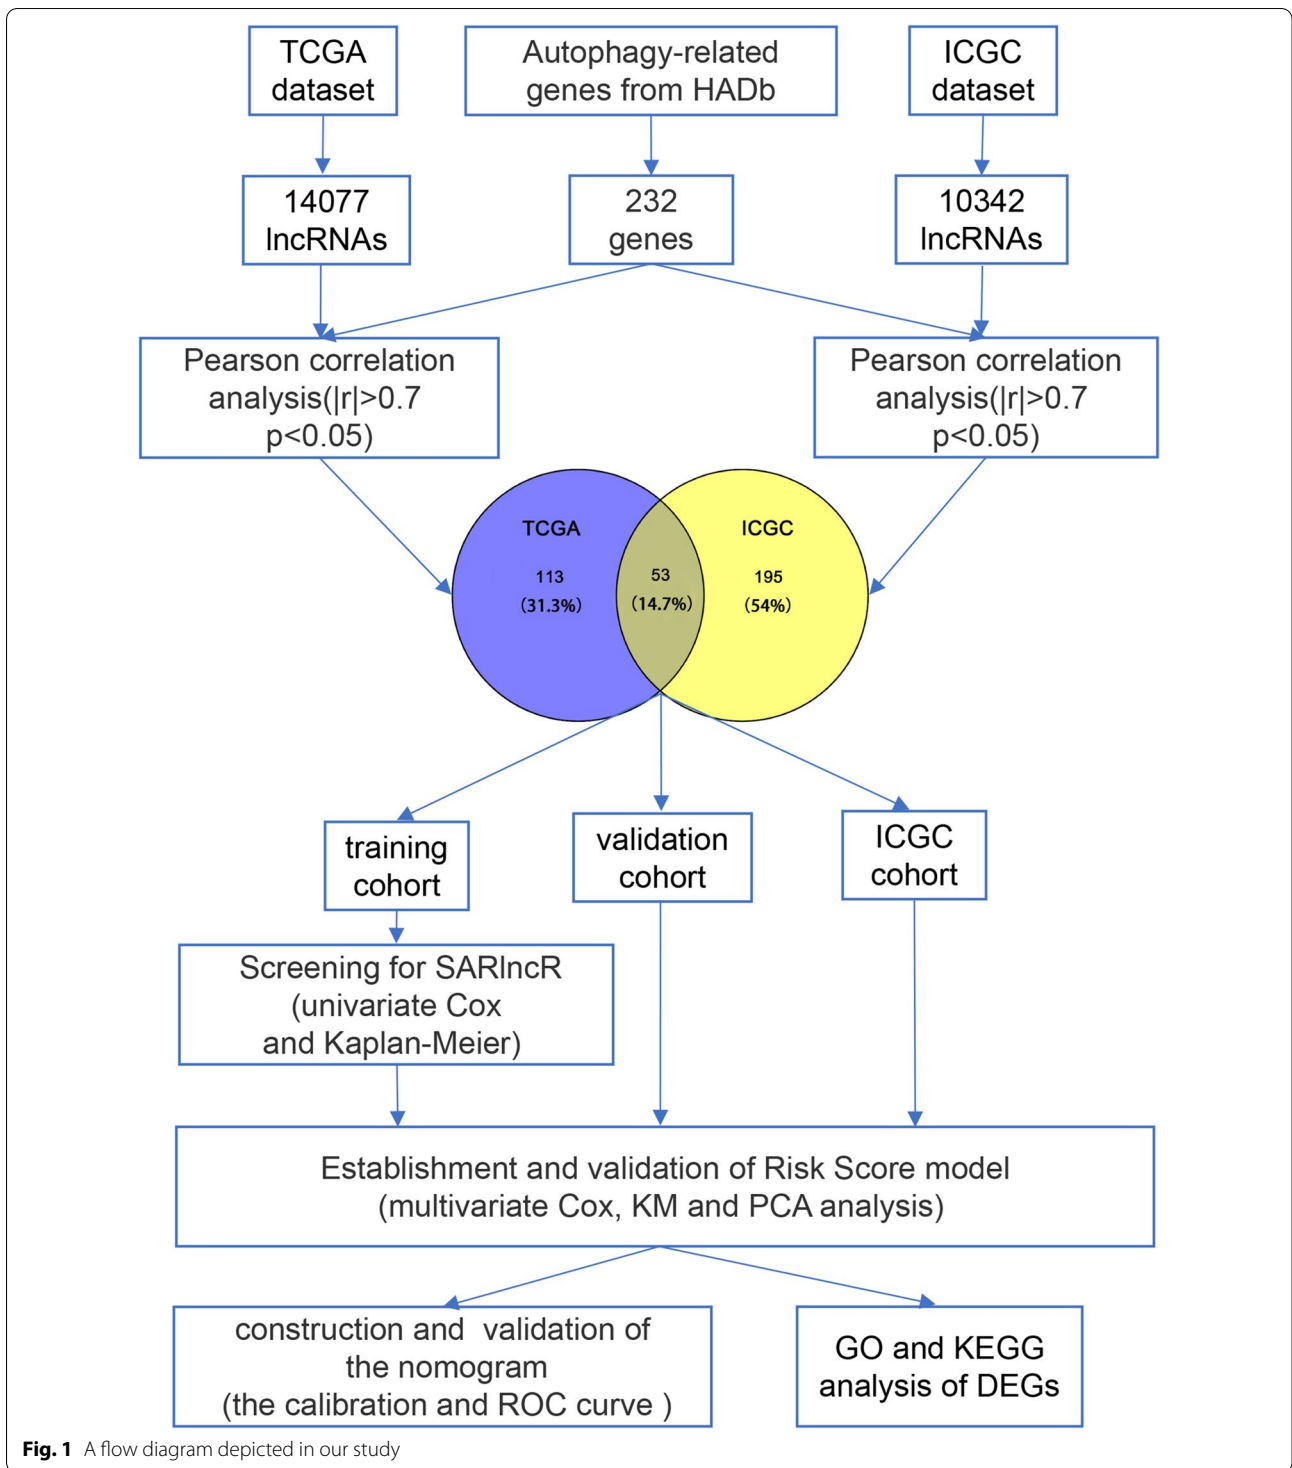 TCGA
dataset
Autophagy-related
genes from HADb
ICGC
dataset
14077
lncRNAs
232
genes
10342
lncRNAs
Pearson correlation
analysis(|r|>0.7
p<0.05)
Pearson correlation
analysis(|r|>0.7
p<0.05)
TCGA
113
(31.3%)
53
(14.7%)
ICGC
195
(54%)
training
cohort
validation
cohort
ICGC
cohort
Screening for SARlncR
(univariate Cox
and Kaplan-Meier)
Establishment and validation of Risk Score model
(multivariate Cox, KM and PCA analysis)
construction and  validation of
the nomogram
(the calibration and ROC curve )
GO and KEGG
analysis of DEGs
Fig. 1 A flow diagram depicted in our study